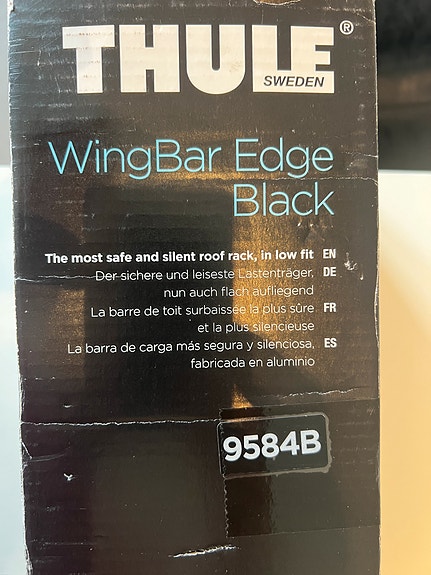 THULE®
SWEDEN
WingBar Edge
Black
The most safe and silent roof rack, in low fit EN
Der sichere und leiseste Lastenträger, DE
nun auch flach aufliegend
La barre de toit surbaissée la plus sûre FR
et la plus silencieuse
La barra de carga más segura y silenciosa, ES
fabricada en aluminio
9584B